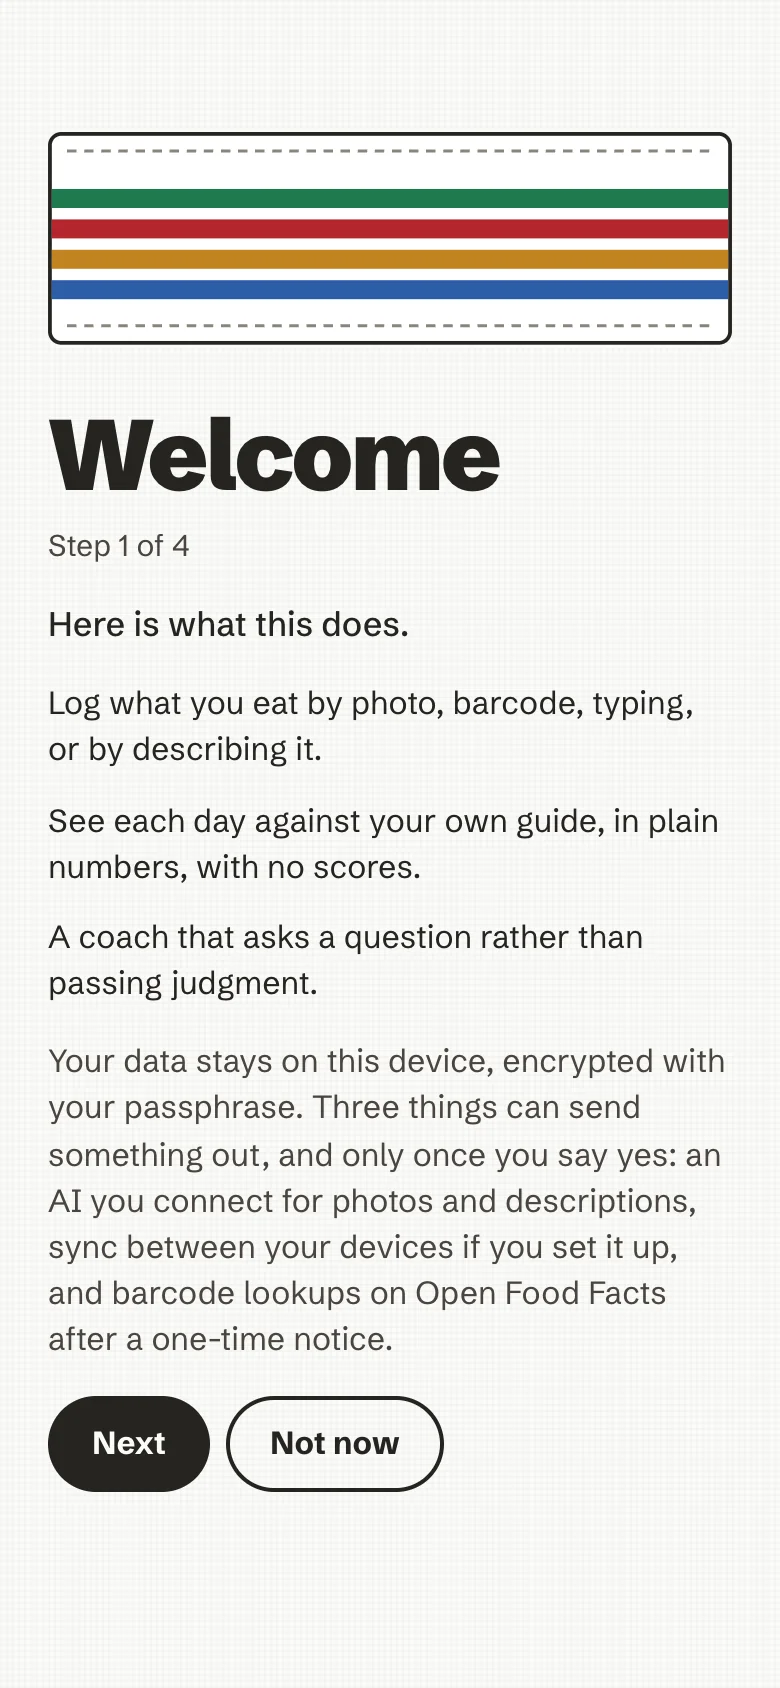 Welcome
Step 1 of 4
Here is what this does.
Log what you eat by photo, barcode, typing,
or by describing it.
See each day against your own guide, in plain
numbers, with no scores.
A coach that asks a question rather than
passing judgment.
Your data stays on this device, encrypted with
your passphrase. Three things can send
something out, and only once you say yes: an
AI you connect for photos and descriptions,
sync between your devices if you set it up,
and barcode lookups on Open Food Facts
after a one-time notice.
Next
Not now